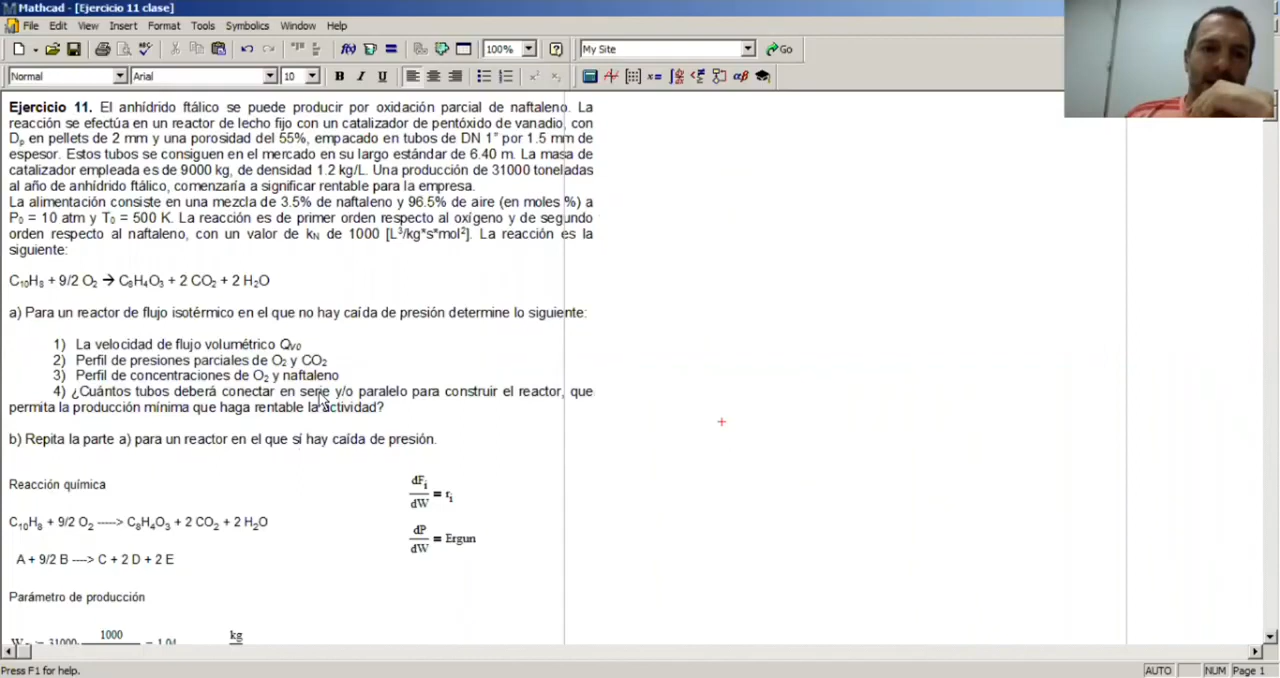 Mathcad - [Ejercicio 11 clase]
File Edit View Insert Format Tools Symbolics Window Help
100% My Site Go
Normal Arial 10 B I U
Ejercicio 11. El anhídrido ftálico se puede producir por oxidación parcial de naftaleno. La
reacción se efectúa en un reactor de lecho fijo con un catalizador de pentóxido de vanadio, con
Dp en pellets de 2 mm y una porosidad del 55%, empacado en tubos de DN 1" por 1.5 mm de
espesor. Estos tubos se consiguen en el mercado en su largo estándar de 6.40 m. La masa de
catalizador empleada es de 9000 kg, de densidad 1.2 kg/L. Una producción de 31000 toneladas
al año de anhídrido ftálico, comenzaría a significar rentable para la empresa.
La alimentación consiste en una mezcla de 3.5% de naftaleno y 96.5% de aire (en moles %) a
P₀ = 10 atm y T₀ = 500 K. La reacción es de primer orden respecto al oxígeno y de segundo
orden respecto al naftaleno, con un valor de kN de 1000 [L³/kg*s*mol²]. La reacción es la
siguiente:
C₁₀H₈ + 9/2 O₂ → C₈H₄O₃ + 2 CO₂ + 2 H₂O
a) Para un reactor de flujo isotérmico en el que no hay caída de presión determine lo siguiente:
1) La velocidad de flujo volumétrico QV0
2) Perfil de presiones parciales de O₂ y CO₂
3) Perfil de concentraciones de O₂ y naftaleno
4) ¿Cuántos tubos deberá conectar en serie y/o paralelo para construir el reactor, que
permita la producción mínima que haga rentable la actividad?
b) Repita la parte a) para un reactor en el que sí hay caída de presión.
Reacción química
dFi/dW = ri
C₁₀H₈ + 9/2 O₂ -----> C₈H₄O₃ + 2 CO₂ + 2 H₂O
dP/dW = Ergun
A + 9/2 B ----> C + 2 D + 2 E
Parámetro de producción
1000 kg
Press F1 for help.
AUTO NUM Page 1